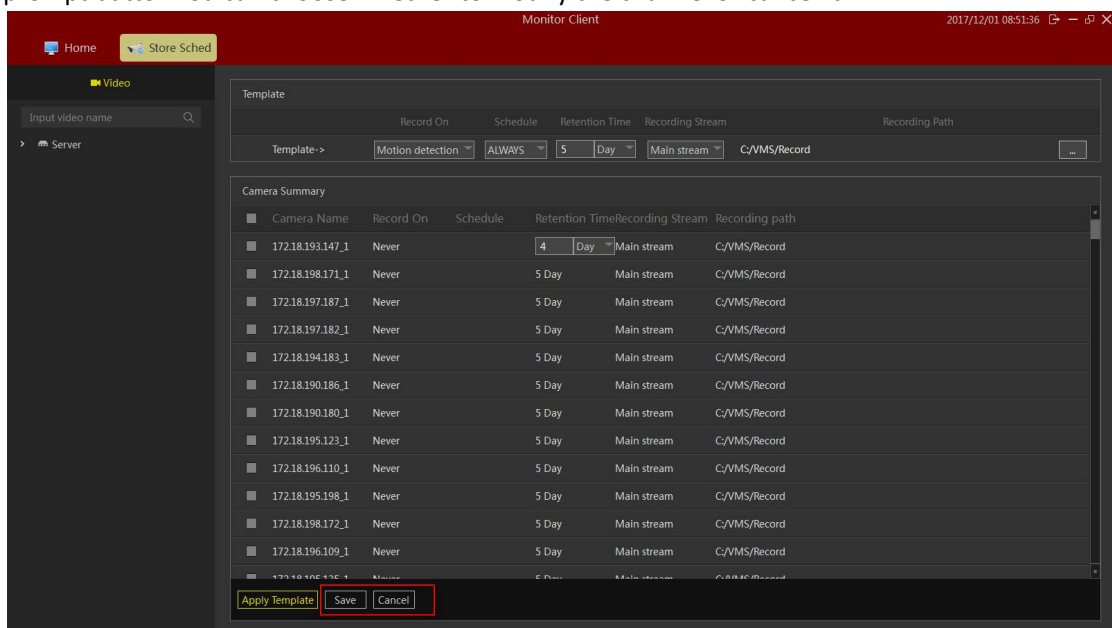 Monitor Client 2017/12/01 08:51:36
Home Store Sched
Video
Input video name
Server
Template
Record On Schedule Retention Time Recording Stream Recording Path
Template-> Motion detection ALWAYS 5 Day Main stream C:/VMS/Record ...
Camera Summary
Camera Name Record On Schedule Retention Time Recording Stream Recording path
172.18.193.147_1 Never 4 Day Main stream C:/VMS/Record
172.18.198.171_1 Never 5 Day Main stream C:/VMS/Record
172.18.197.187_1 Never 5 Day Main stream C:/VMS/Record
172.18.197.182_1 Never 5 Day Main stream C:/VMS/Record
172.18.194.183_1 Never 5 Day Main stream C:/VMS/Record
172.18.190.186_1 Never 5 Day Main stream C:/VMS/Record
172.18.190.180_1 Never 5 Day Main stream C:/VMS/Record
172.18.195.123_1 Never 5 Day Main stream C:/VMS/Record
172.18.196.110_1 Never 5 Day Main stream C:/VMS/Record
172.18.195.198_1 Never 5 Day Main stream C:/VMS/Record
172.18.198.172_1 Never 5 Day Main stream C:/VMS/Record
172.18.196.109_1 Never 5 Day Main stream C:/VMS/Record
Never 5 Day Main stream C:/VMS/Record
Apply Template Save Cancel